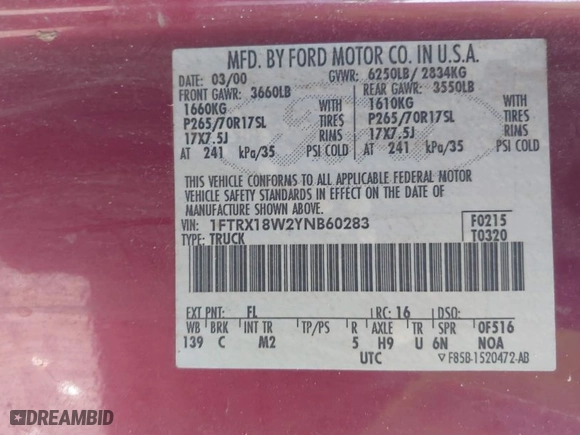 MFD. BY FORD MOTOR CO. IN U.S.A.
DATE: 03/00 GVWR: 6250LB/ 2834KG
FRONT GAWR: 3660LB REAR GAWR: 3550LB
1660KG WITH 1610KG WITH
P265/70R17SL TIRES P265/70R17SL TIRES
17X7.5J RIMS 17X7.5J RIMS
AT 241 kPa/35 PSI COLD AT 241 kPa/35 PSI COLD
THIS VEHICLE CONFORMS TO ALL APPLICABLE FEDERAL MOTOR
VEHICLE SAFETY STANDARDS IN EFFECT ON THE DATE OF
MANUFACTURE SHOWN ABOVE.
VIN: 1FTRX18W2YNB60283 F0215
TYPE: TRUCK T0320
EXT PNT: FL RC: 16 DSO:
WB BRK INT TR TP/PS R AXLE TR SPR 0F516
139 C M2 5 H9 U 6N NOA
UTC ▽ F85B-1520472-AB
DREAMBID